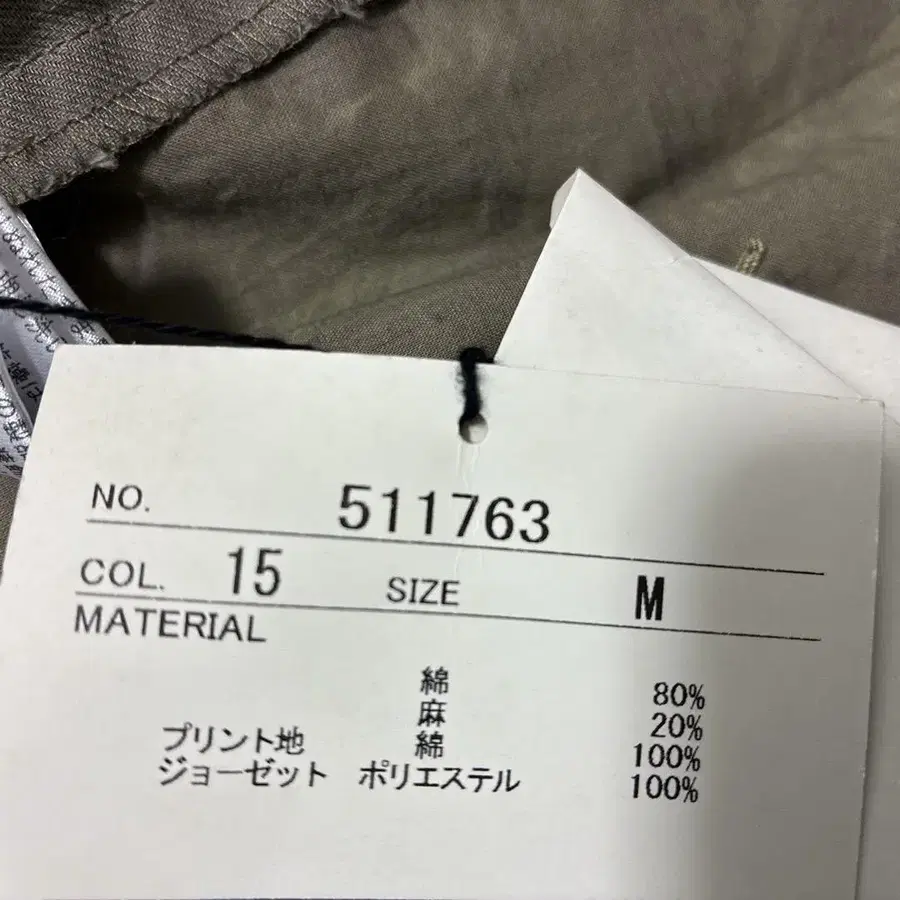 NO. 511763
COL. 15 SIZE M
MATERIAL
綿 80%
麻 20%
プリント地 綿 100%
ジョーゼット ポリエステル 100%